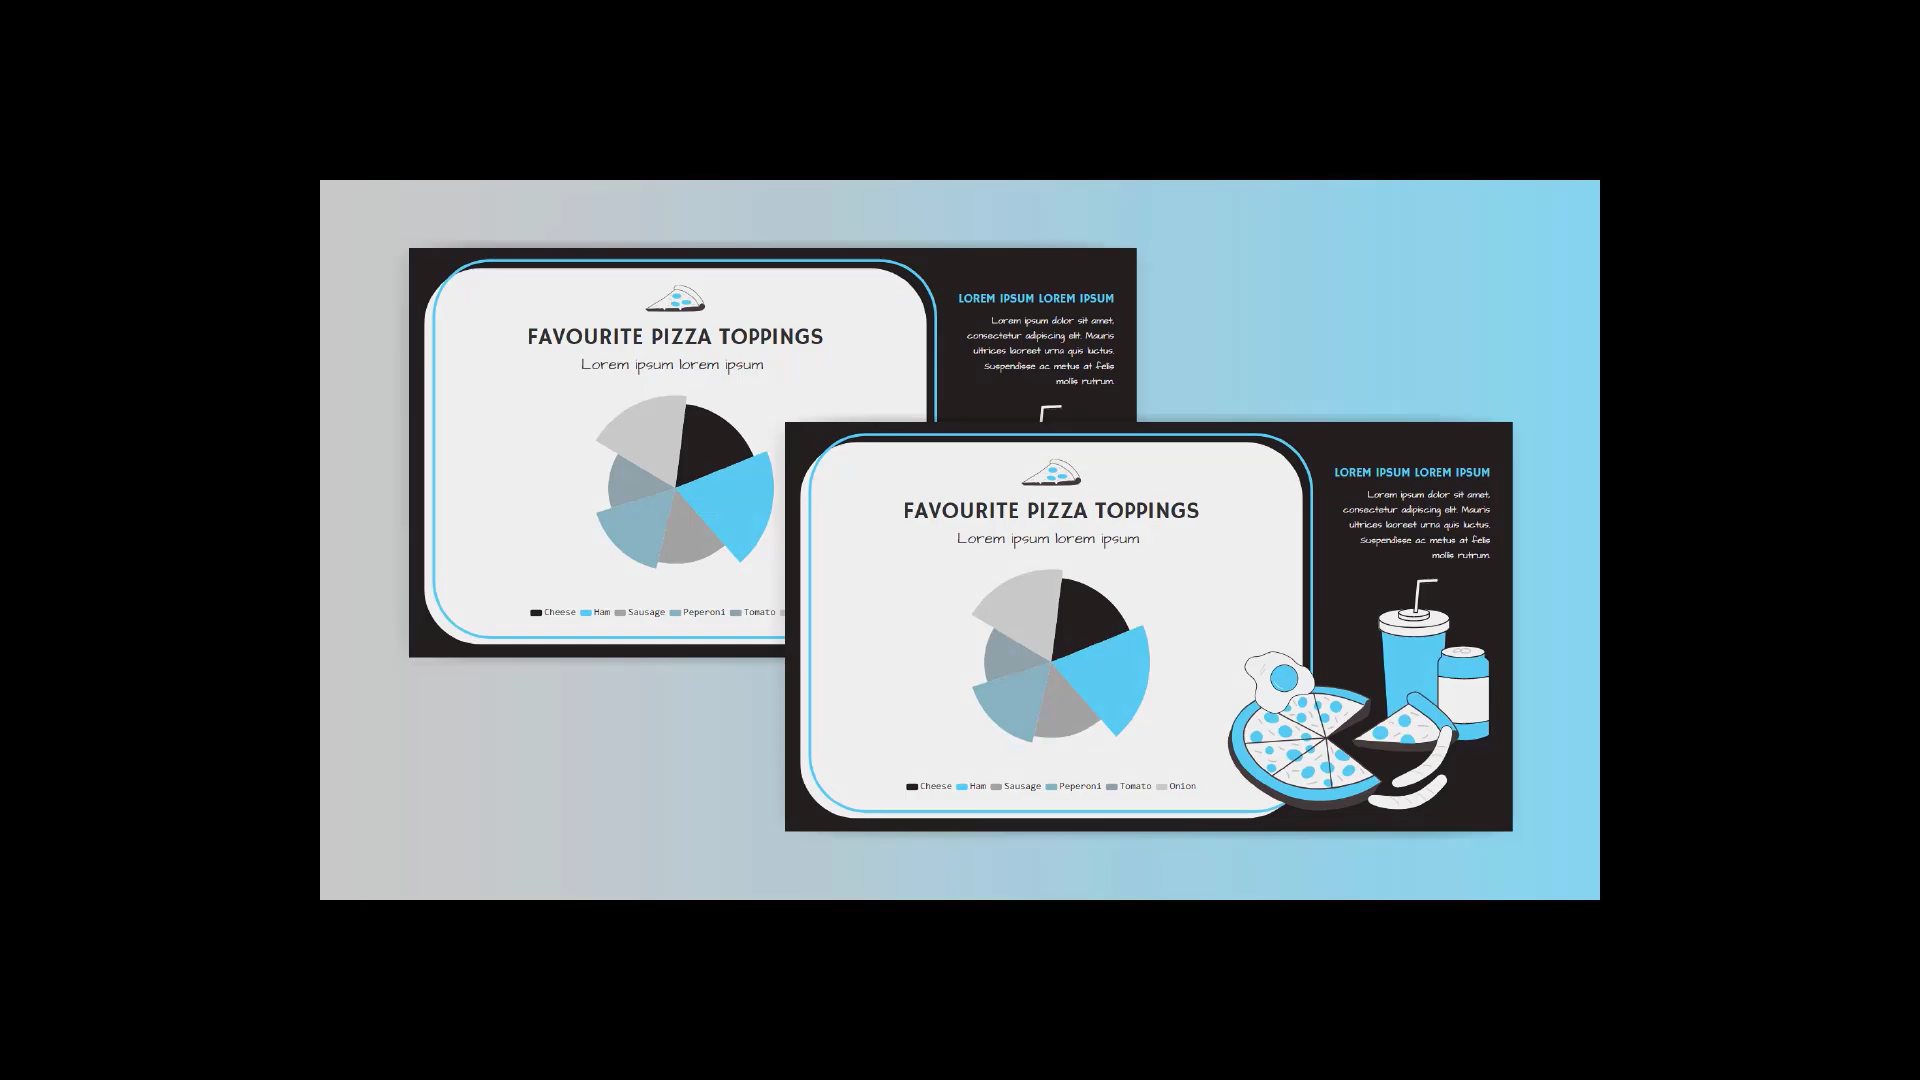 FAVOURITE PIZZA TOPPINGS
Lorem ipsum lorem ipsum
Cheese Ham Sausage Peperoni Tomato
LOREM IPSUM LOREM IPSUM
Lorem ipsum dolor sit amet,
consectetur adipiscing elit. Mauris
ultrices laoreet urna quis luctus.
Suspendisse ac metus at felis
mollis rutrum.
FAVOURITE PIZZA TOPPINGS
Lorem ipsum lorem ipsum
Cheese Ham Sausage Peperoni Tomato Onion
LOREM IPSUM LOREM IPSUM
Lorem ipsum dolor sit amet,
consectetur adipiscing elit. Mauris
ultrices laoreet urna quis luctus.
Suspendisse ac metus at felis
mollis rutrum.